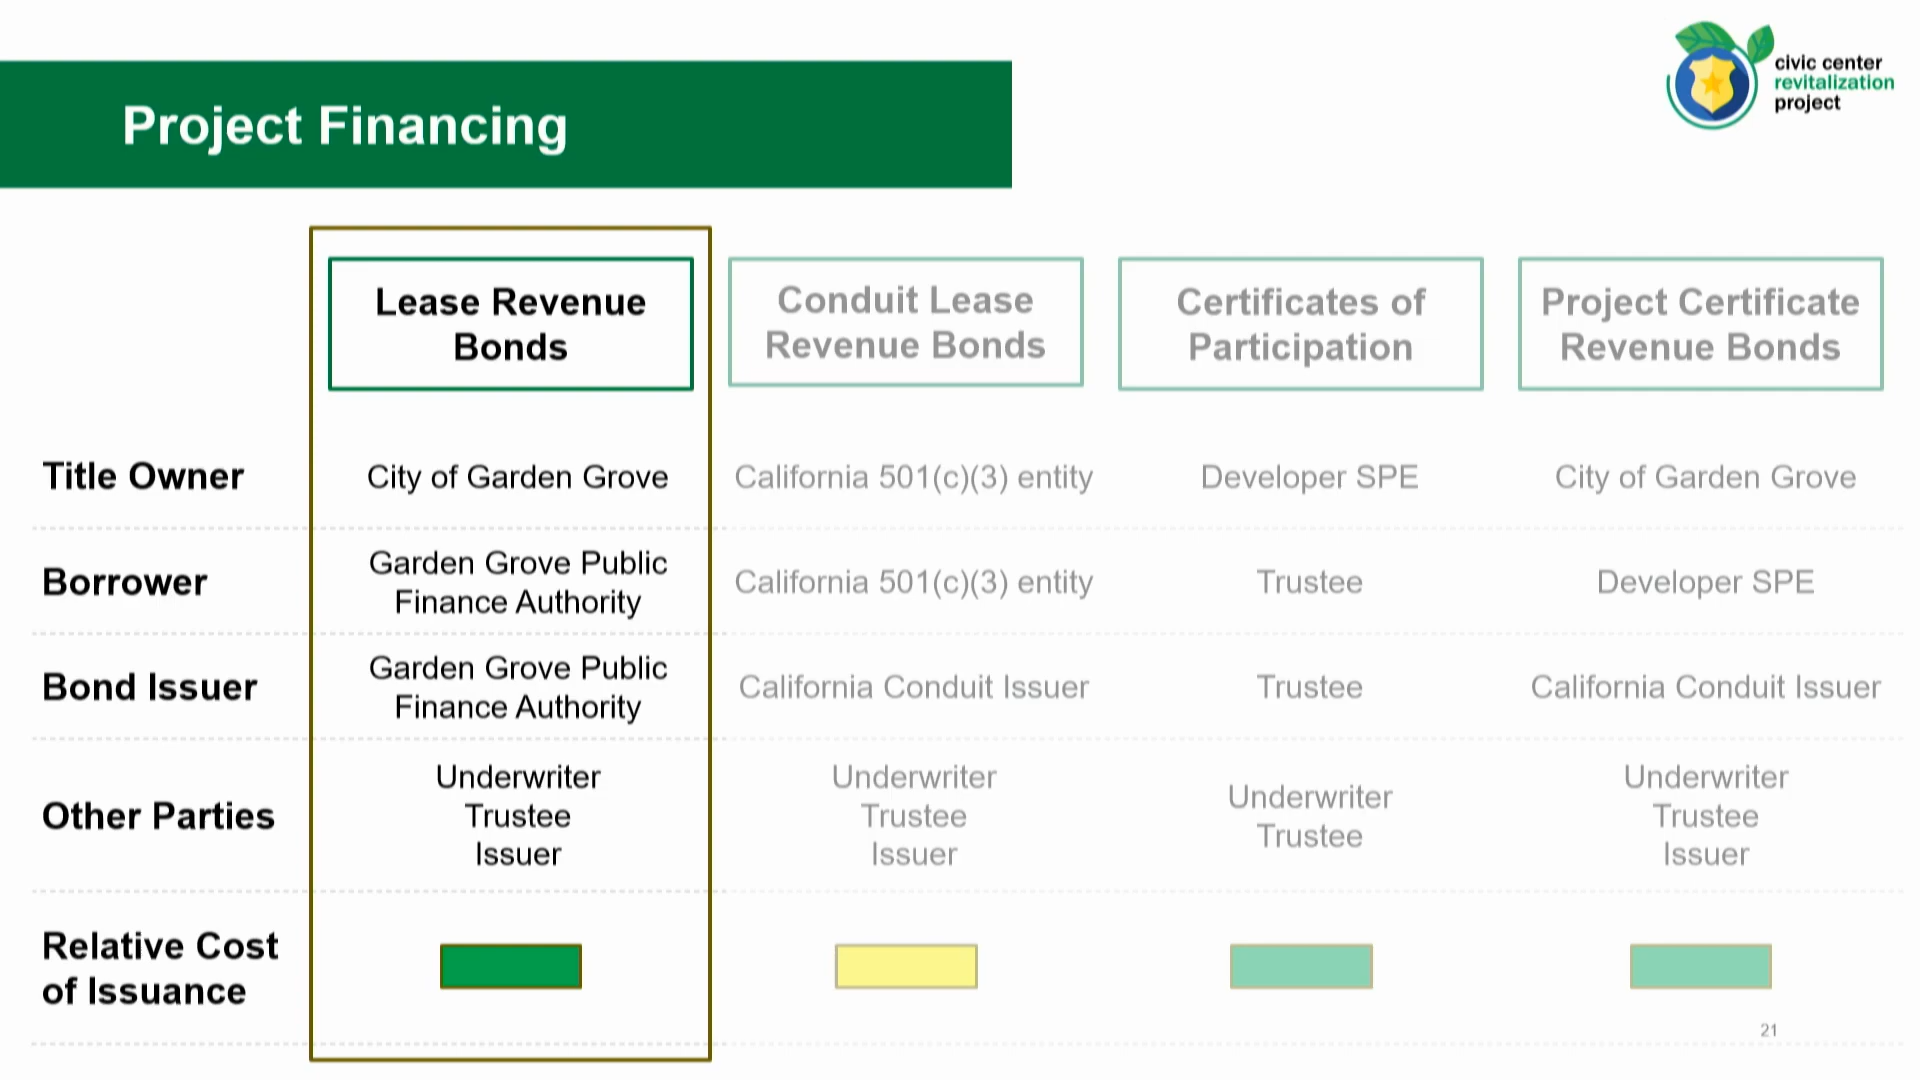 civic center
revitalization
project
Project Financing
Lease Revenue
Bonds
Conduit Lease
Revenue Bonds
Certificates of
Participation
Project Certificate
Revenue Bonds
Title Owner
City of Garden Grove
California 501(c)(3) entity
Developer SPE
City of Garden Grove
Borrower
Garden Grove Public
Finance Authority
California 501(c)(3) entity
Trustee
Developer SPE
Bond Issuer
Garden Grove Public
Finance Authority
California Conduit Issuer
Trustee
California Conduit Issuer
Other Parties
Underwriter
Trustee
Issuer
Underwriter
Trustee
Issuer
Underwriter
Trustee
Underwriter
Trustee
Issuer
Relative Cost
of Issuance
21